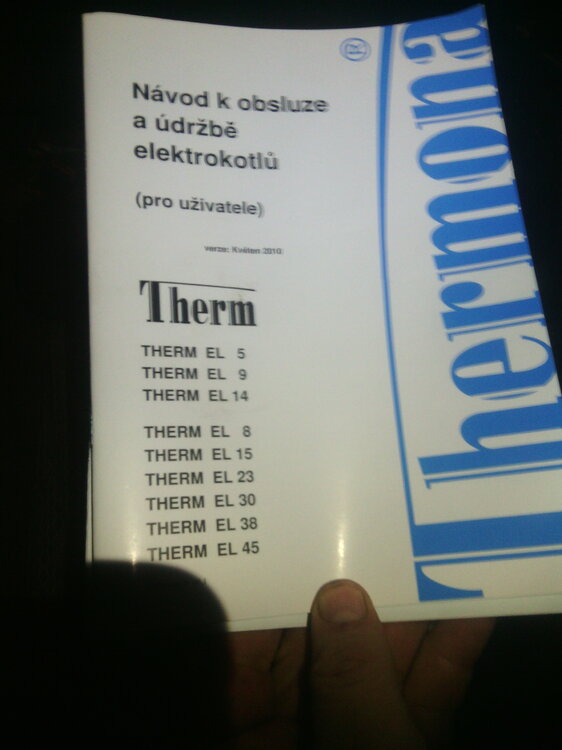 Návod k obsluze
a údržbě
elektrokotlů
(pro uživatele)
verze: Květen 2010
Therm
THERM EL 5
THERM EL 9
THERM EL 14
THERM EL 8
THERM EL 15
THERM EL 23
THERM EL 30
THERM EL 38
THERM EL 45
Thermona